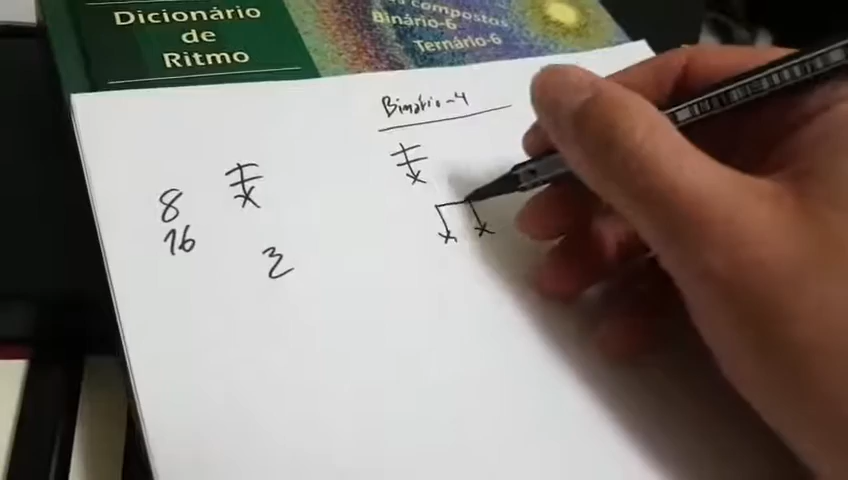 Dicionário
de
Ritmo
Compostos
Binário-6
Ternário-6
Binário-4
8
16
2